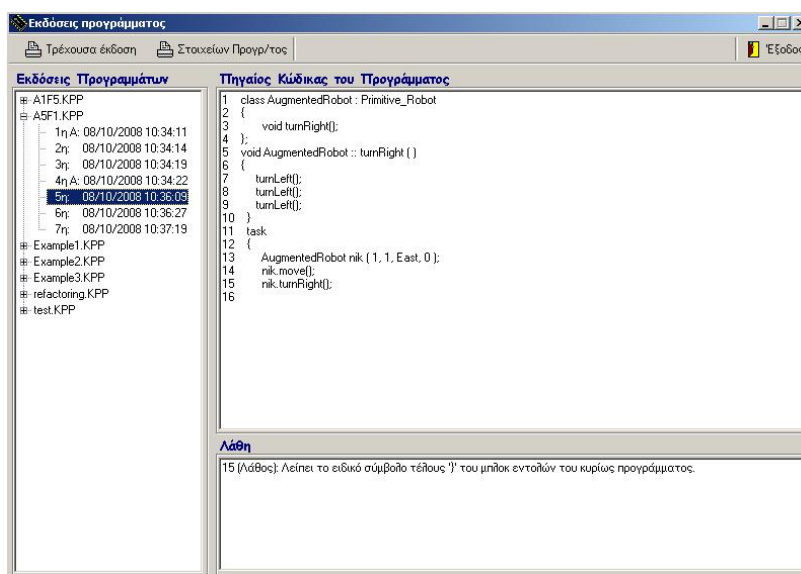 Εκδόσεις προγράμματος
Τρέχουσα έκδοση Στοιχείων Προγρ/τος Έξοδος
Εκδόσεις Προγραμμάτων
A1F5.KPP
A5F1.KPP
1η Α: 08/10/2008 10:34:11
2η: 08/10/2008 10:34:14
3η: 08/10/2008 10:34:19
4η Α: 08/10/2008 10:34:22
5η: 08/10/2008 10:36:09
6η: 08/10/2008 10:36:27
7η: 08/10/2008 10:37:19
Example1.KPP
Example2.KPP
Example3.KPP
refactoring.KPP
test.KPP
Πηγαίος Κώδικας του Προγράμματος
1 class AugmentedRobot : Primitive_Robot
2 {
3 void turnRight();
4 };
5 void AugmentedRobot :: turnRight ( )
6 {
7 turnLeft();
8 turnLeft();
9 turnLeft();
10 }
11 task
12 {
13 AugmentedRobot nik ( 1, 1, East, 0 );
14 nik.move();
15 nik.turnRight();
16
Λάθη
15 (Λάθος): Λείπει το ειδικό σύμβολο τέλους '}' του μπλοκ εντολών του κυρίως προγράμματος.